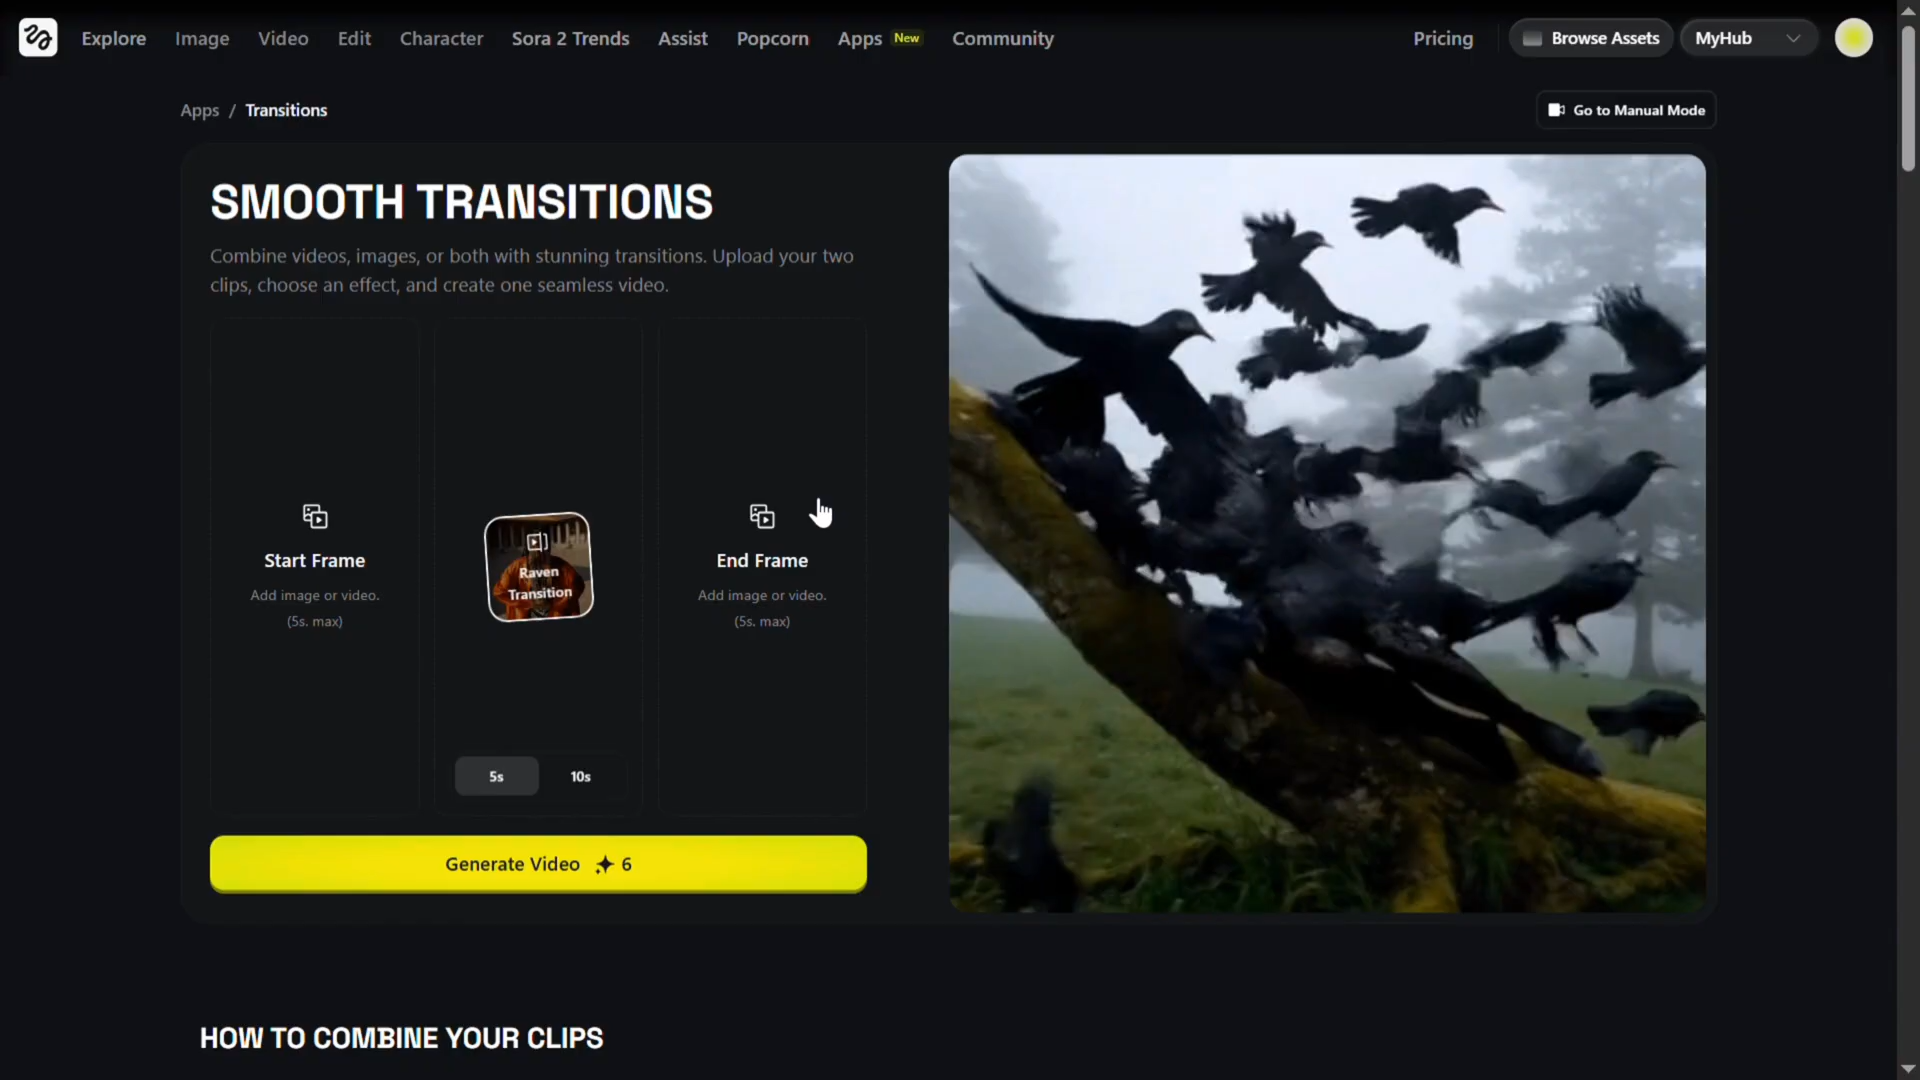 Explore Image Video Edit Character Sora 2 Trends Assist Popcorn Apps New Community Pricing Browse Assets MyHub
Apps / Transitions
Go to Manual Mode
SMOOTH TRANSITIONS
Combine videos, images, or both with stunning transitions. Upload your two
clips, choose an effect, and create one seamless video.
Start Frame
Add image or video.
(5s. max)
Raven
Transition
5s 10s
End Frame
Add image or video.
(5s. max)
Generate Video 6
HOW TO COMBINE YOUR CLIPS